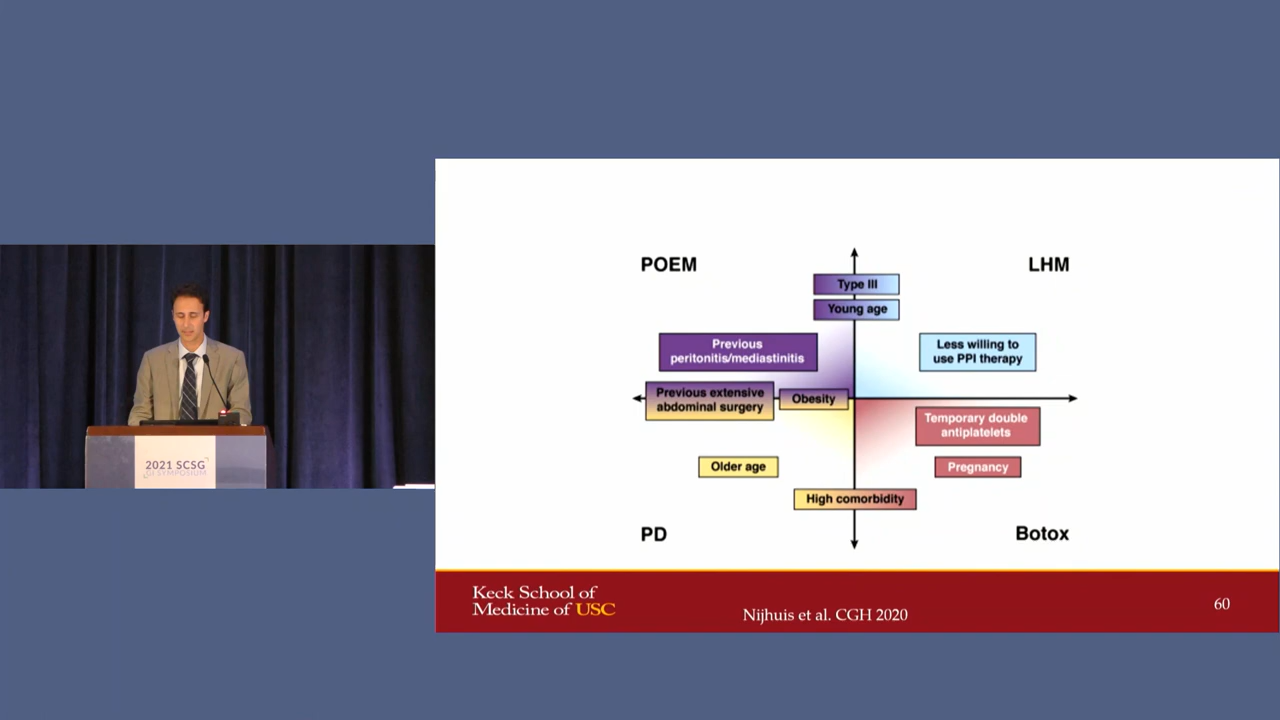 2021 SCSG
GI SYMPOSIUM
POEM
LHM
Type III
Young age
Previous
peritonitis/mediastinitis
Less willing to
use PPI therapy
Previous extensive
abdominal surgery
Obesity
Temporary double
antiplatelets
Older age
Pregnancy
High comorbidity
PD
Botox
Keck School of
Medicine of USC
Nijhuis et al. CGH 2020
60